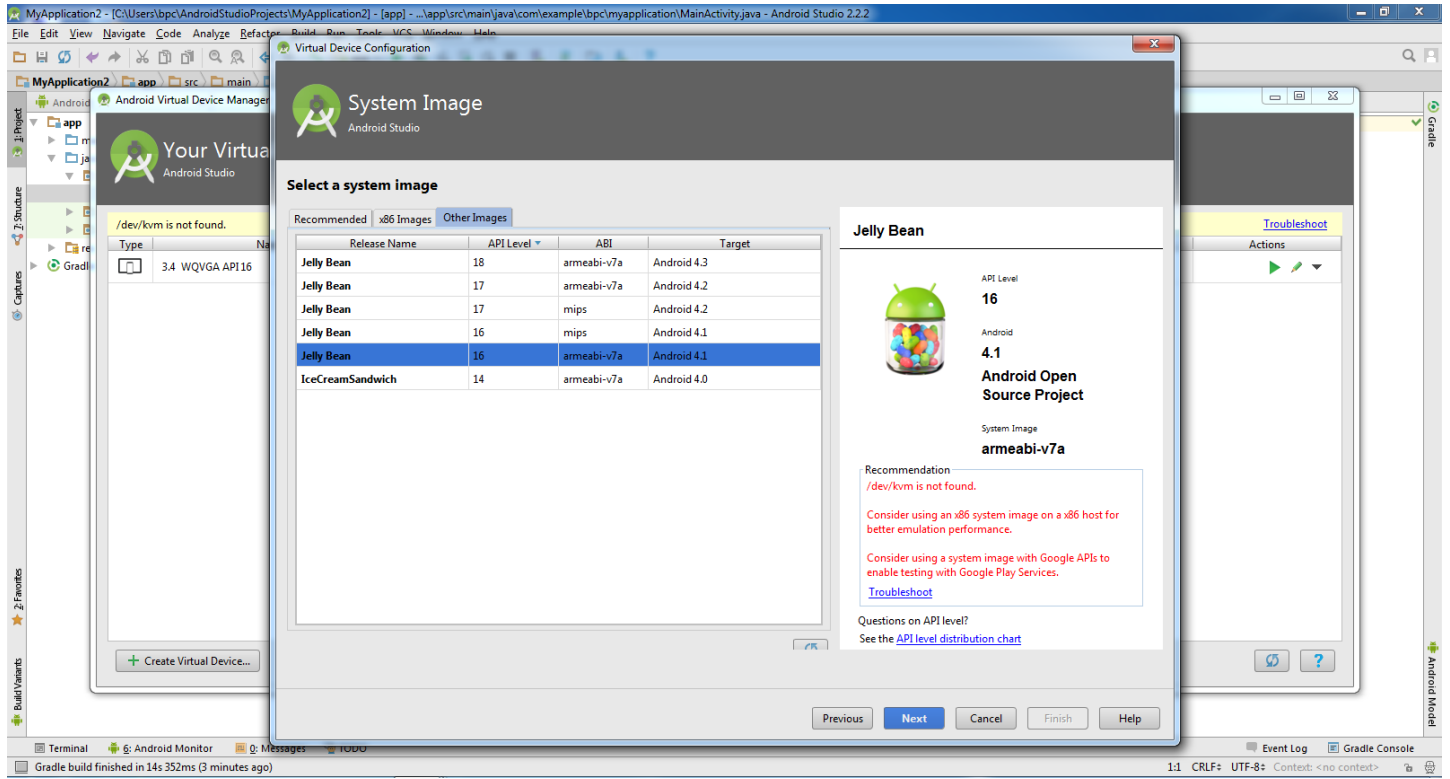 MyApplication2 - [C:\Users\bpc\AndroidStudioProjects\MyApplication2] - [app] - ...\app\src\main\java\com\example\bpc\myapplication\MainActivity.java - Android Studio 2.2.2
File Edit View Navigate Code Analyze Refactor Build Run Tools VCS Window Help
MyApplication2 app src main
Android
1: Project
7: Structure
Captures
2: Favorites
Build Variants
app
Gradle
Android Model
Android Virtual Device Manager
Your Virtua
Android Studio
/dev/kvm is not found.
Troubleshoot
Type
Actions
3.4 WQVGA API 16
Create Virtual Device...
?
Virtual Device Configuration
System Image
Android Studio
Select a system image
Recommended x86 Images Other Images
Release Name API Level ABI Target
Jelly Bean 18 armeabi-v7a Android 4.3
Jelly Bean 17 armeabi-v7a Android 4.2
Jelly Bean 17 mips Android 4.2
Jelly Bean 16 mips Android 4.1
Jelly Bean 16 armeabi-v7a Android 4.1
IceCreamSandwich 14 armeabi-v7a Android 4.0
Jelly Bean
API Level
16
Android
4.1
Android Open
Source Project
System Image
armeabi-v7a
Recommendation
/dev/kvm is not found.
Consider using an x86 system image on a x86 host for
better emulation performance.
Consider using a system image with Google APIs to
enable testing with Google Play Services.
Troubleshoot
Questions on API level?
See the API level distribution chart
Previous Next Cancel Finish Help
Terminal 6: Android Monitor 0: Messages TODO Event Log Gradle Console
Gradle build finished in 14s 352ms (3 minutes ago) 1:1 CRLF÷ UTF-8÷ Context: <no context>